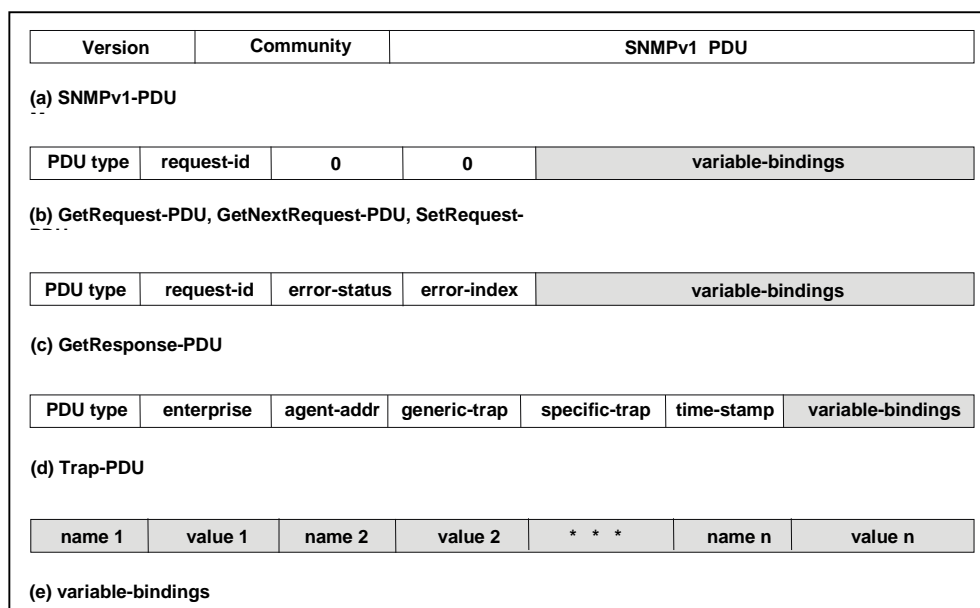 Version Community SNMPv1 PDU
(a) SNMPv1-PDU
PDU type request-id 0 0 variable-bindings
(b) GetRequest-PDU, GetNextRequest-PDU, SetRequest-
PDU type request-id error-status error-index variable-bindings
(c) GetResponse-PDU
PDU type enterprise agent-addr generic-trap specific-trap time-stamp variable-bindings
(d) Trap-PDU
name 1 value 1 name 2 value 2 * * * name n value n
(e) variable-bindings